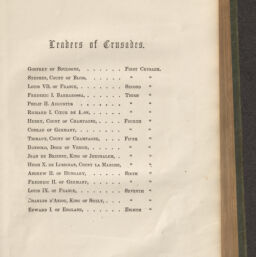 Leaders of Crusades.
GODFREY OF BOULOGNE, . . . . . . FIRST CRUSADE.
STEPHEN, COUNT OF BLOIS, . . . . . " "
LOUIS VII. OF FRANCE, . . . . . . SECOND "
FREDERIC I. BARBAROSSA, . . . . . THIRD "
PHILIP II. AUGUSTUS . . . . . . " "
RICHARD I. CŒUR DE LION, . . . . . " "
HENRY, COUNT OF CHAMPAGNE, . . . . FOURTH "
CONRAD OF GERMANY, . . . . . . " "
THIBAUT, COUNT OF CHAMPAGNE, . . . . FIFTH "
DANDOLO, DOGE OF VENICE, . . . . . " "
JEAN DE BRIENNE, KING OF JERUSALEM, . . . " "
HUGH X. DE LUSIGNAN, COUNT LA MARCHE, . . " "
ANDREW II. OF HUNGARY, . . . . . SIXTH "
FREDERIC II. OF GERMANY, . . . . . " "
LOUIS IX. OF FRANCE, . . . . . . SEVENTH "
CHARLES D'ANJOU, KING OF SICILY, . . . . " "
EDWARD I. OF ENGLAND, . . . . . . EIGHTH "